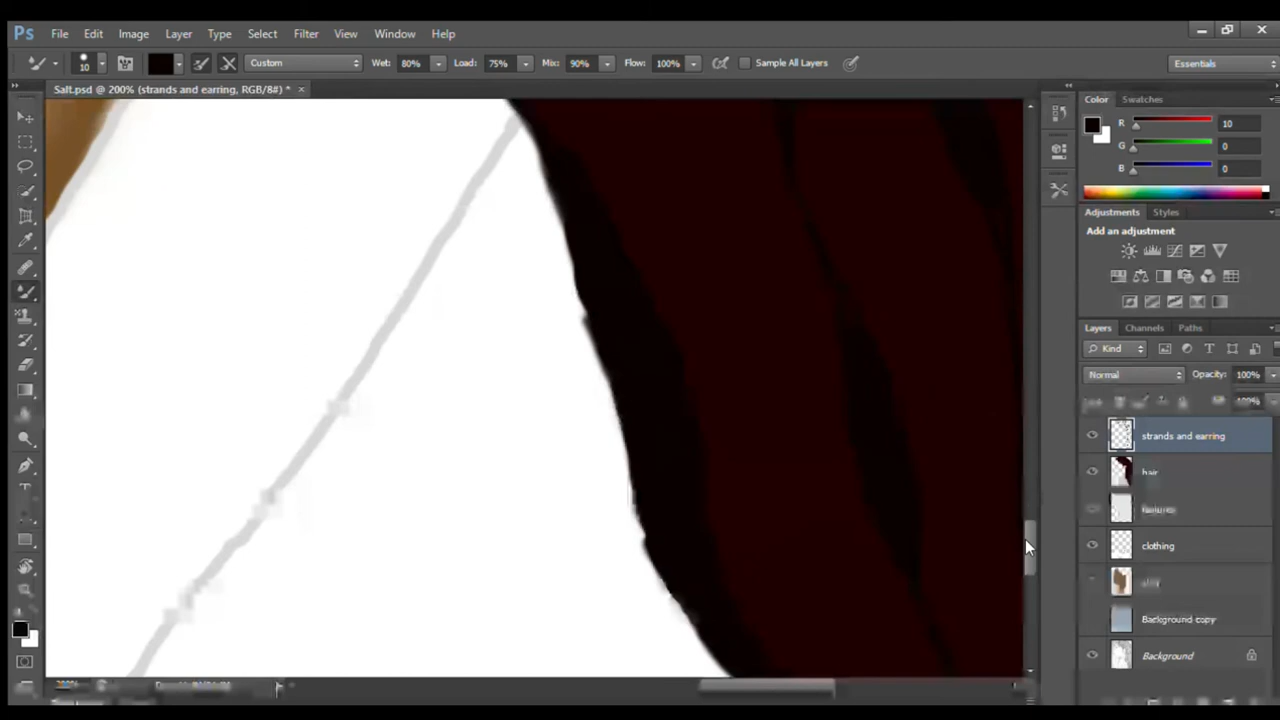 Ps File Edit Image Layer Type Select Filter View Window Help
10 Custom Wet: 80% Load: 75% Mix: 90% Flow: 100% Sample All Layers Essentials
Salt.psd @ 200% (strands and earring, RGB/8#) * ×
Color Swatches
R 10
G 0
B 0
Adjustments Styles
Add an adjustment
Layers Channels Paths
Kind
Normal Opacity: 100%
100%
strands and earring
hair
features
clothing
Background copy
Background